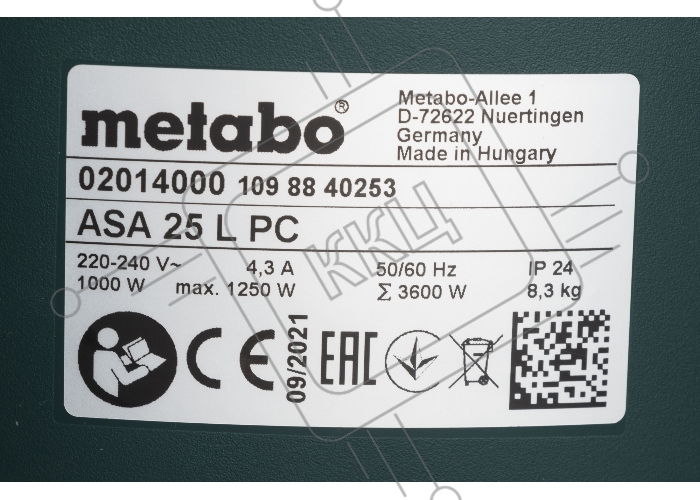 metabo®
Metabo-Allee 1
D-72622 Nuertingen
Germany
Made in Hungary
02014000 109 88 40253
ASA 25 L PC
220-240 V~ 4,3 A 50/60 Hz IP 24
1000 W max. 1250 W Σ 3600 W 8,3 kg
CE 09/2021 EAC
ККЦ